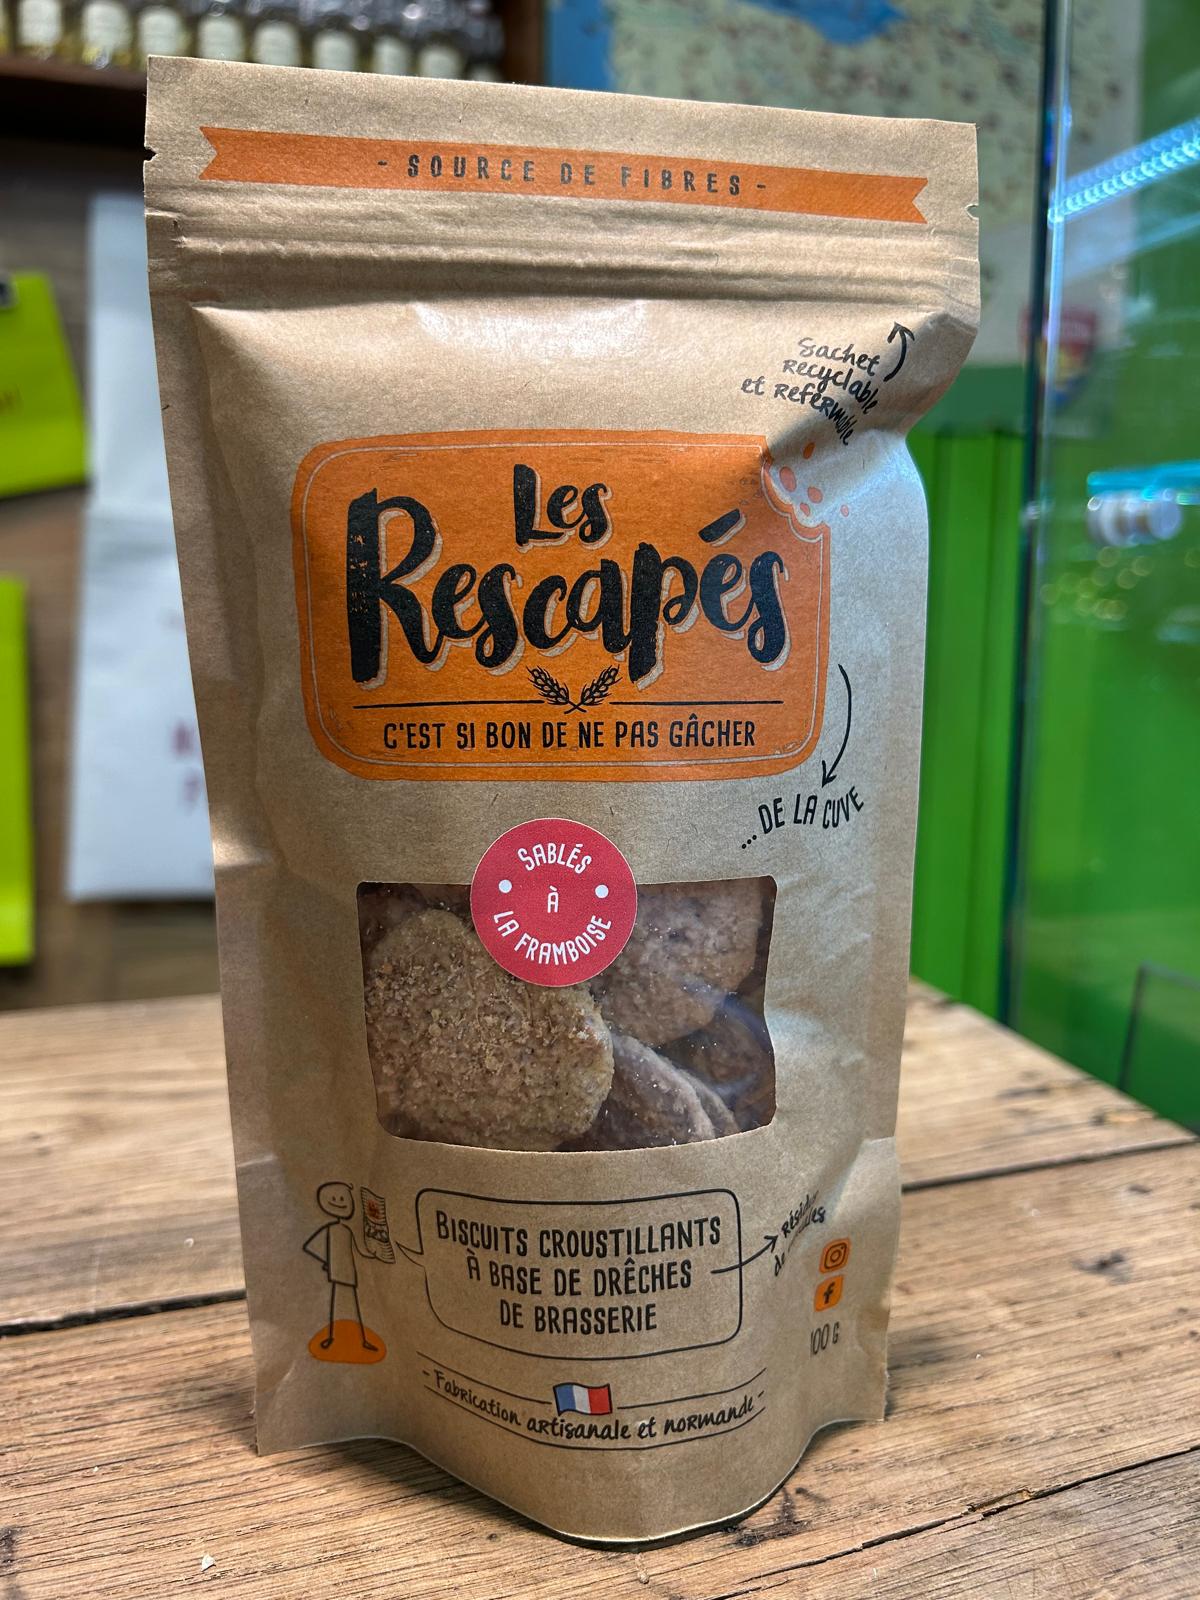 - SOURCE DE FIBRES -
Sachet
recyclable
et refermable
Les
Rescapés
C'EST SI BON DE NE PAS GÂCHER
... DE LA CUVE
SABLÉS
À
LA FRAMBOISE
BISCUITS CROUSTILLANTS
À BASE DE DRÊCHES
DE BRASSERIE
100 G
- Fabrication artisanale et normande -